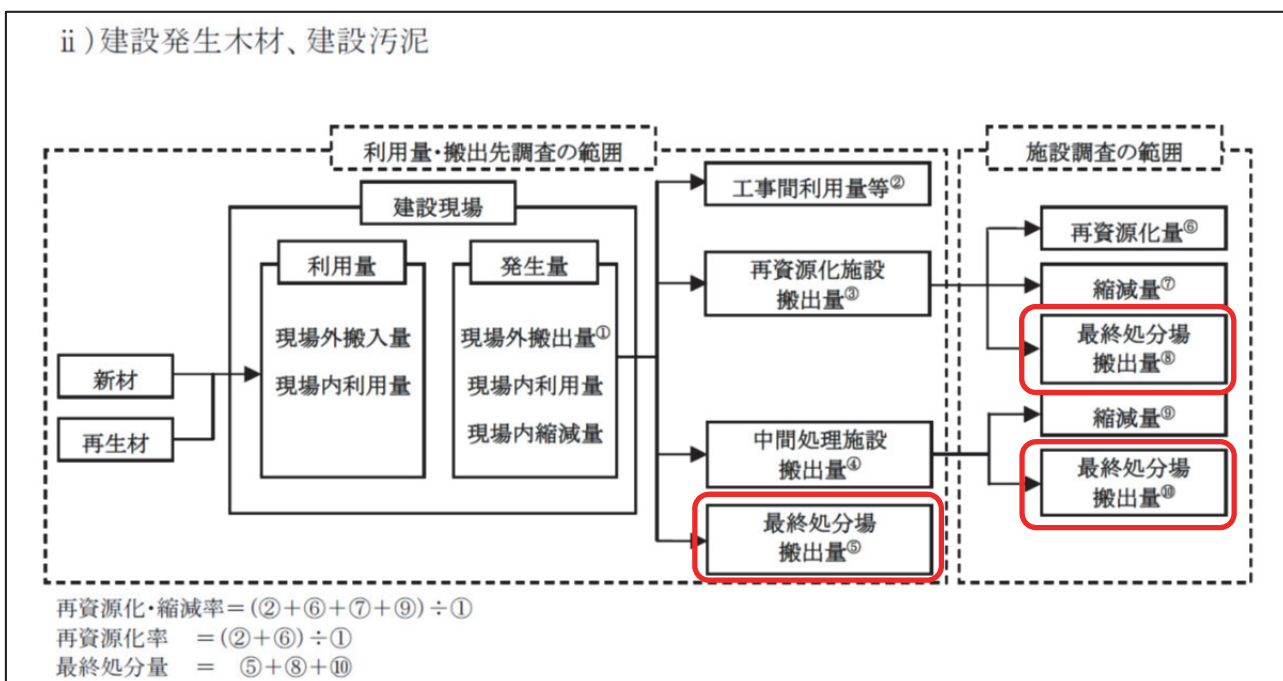 ⅱ)建設発生木材、建設汚泥
利用量・搬出先調査の範囲
施設調査の範囲
建設現場
利用量
現場外搬入量
現場内利用量
発生量
現場外搬出量①
現場内利用量
現場内縮減量
新材
再生材
工事間利用量等②
再資源化施設
搬出量③
中間処理施設
搬出量④
最終処分場
搬出量⑤
再資源化量⑥
縮減量⑦
最終処分場
搬出量⑧
縮減量⑨
最終処分場
搬出量⑩
再資源化・縮減率=(②+⑥+⑦+⑨)÷①
再資源化率 =(②+⑥)÷①
最終処分量 = ⑤+⑧+⑩